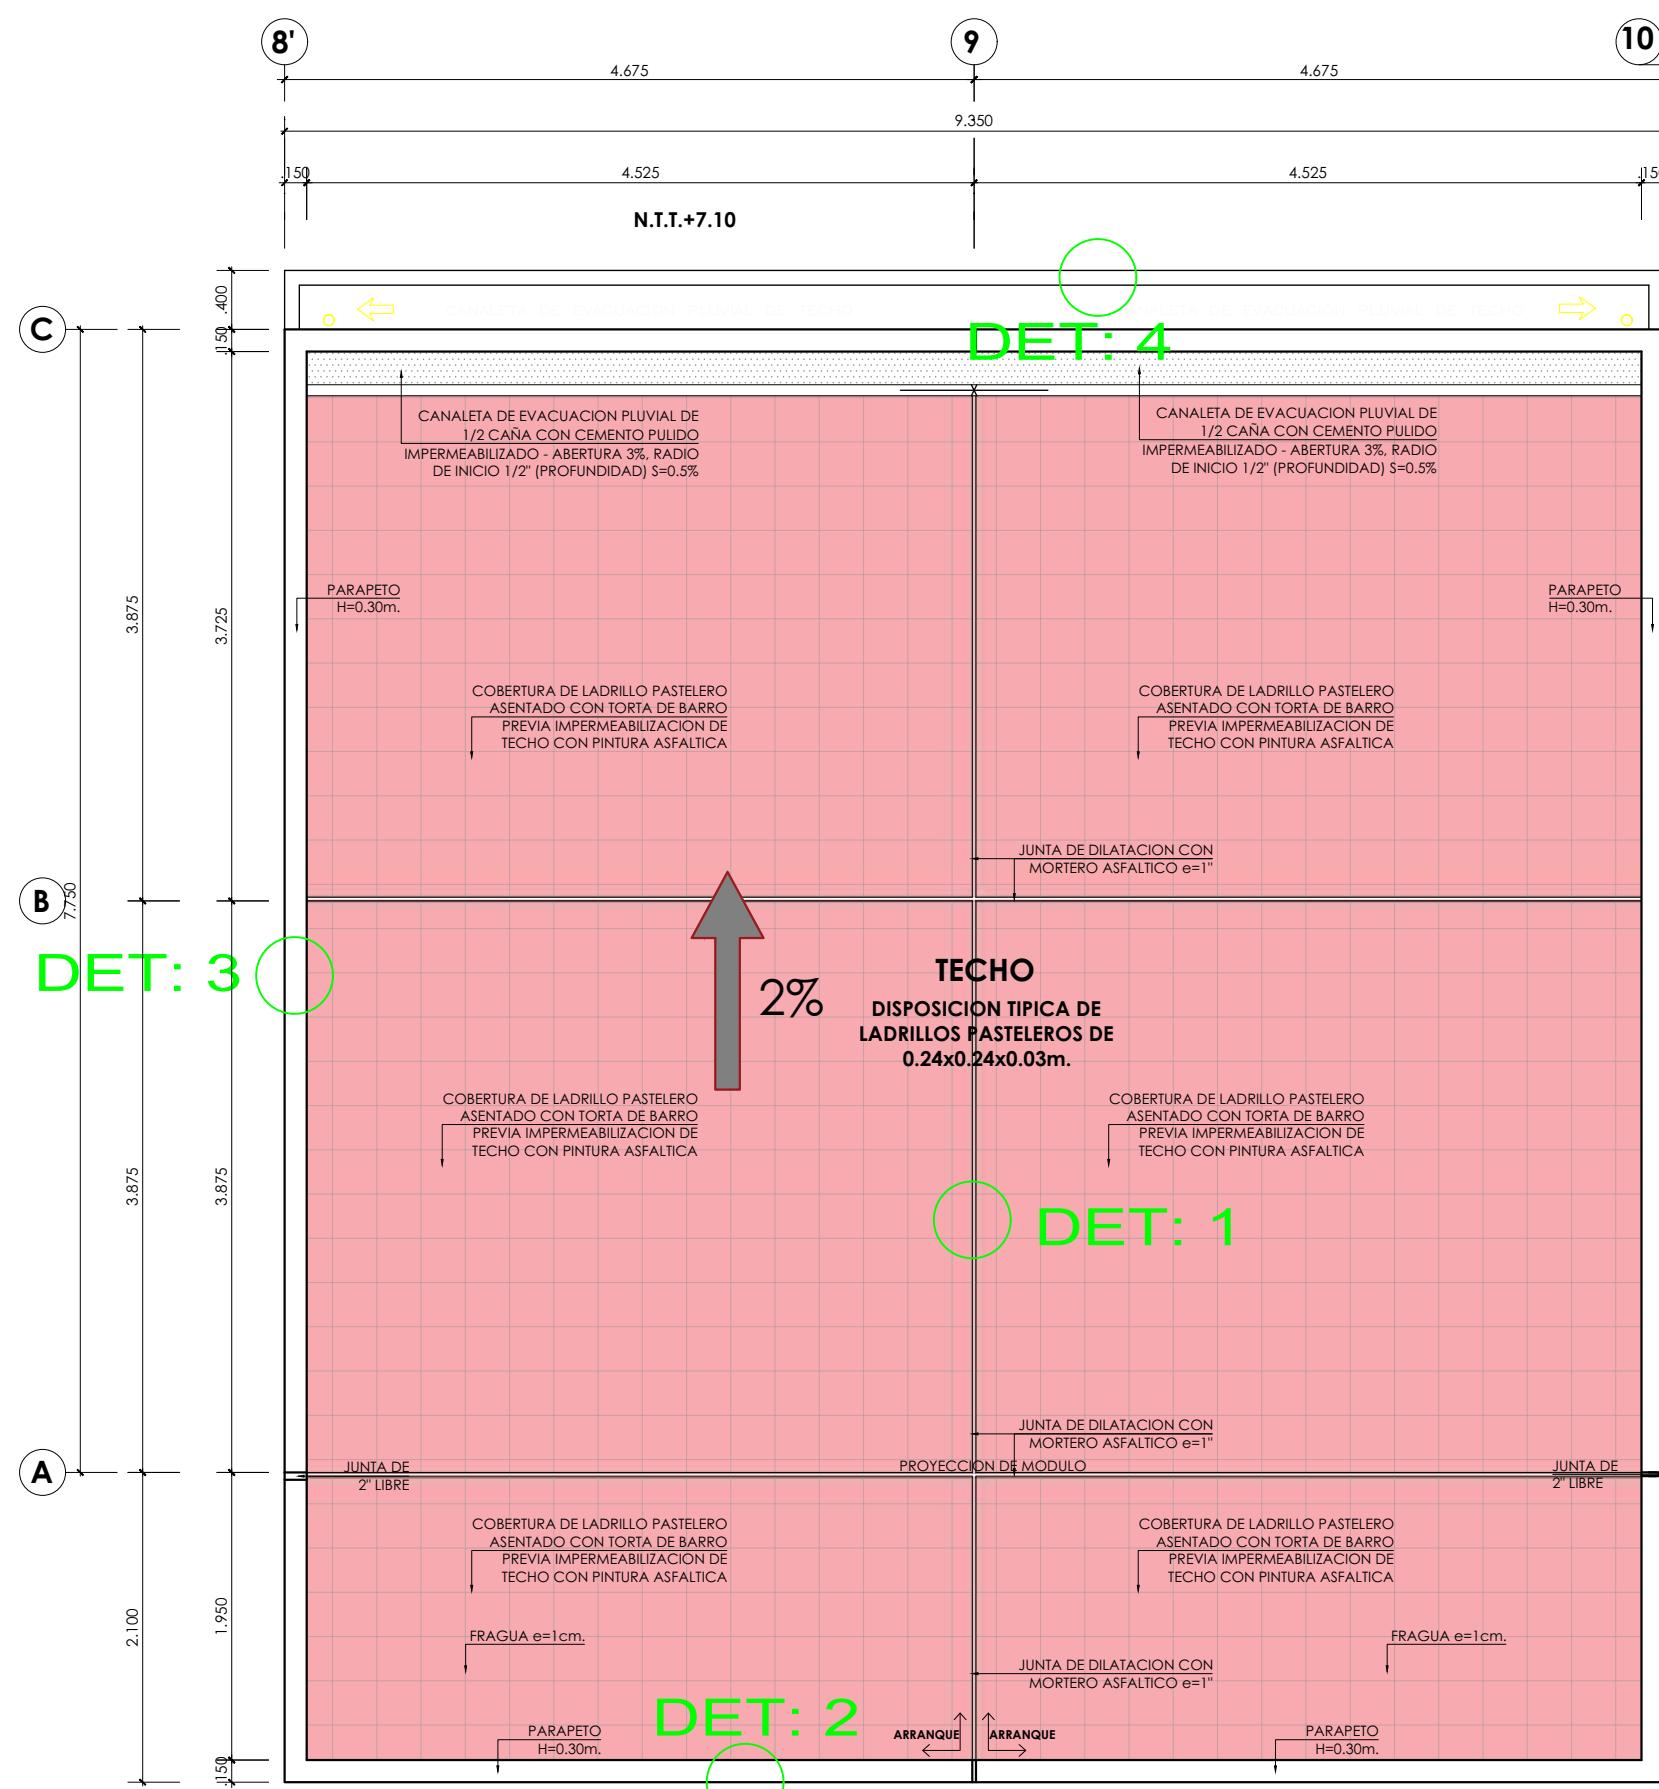 8'
9
10
4.675
4.675
9.350
.150
4.525
4.525
.15
N.T.T.+7.10
.400
.150
C
DET: 4
CANALETA DE EVACUACION PLUVIAL DE
1/2 CAÑA CON CEMENTO PULIDO
IMPERMEABILIZADO - ABERTURA 3%, RADIO
DE INICIO 1/2" (PROFUNDIDAD) S=0.5%
CANALETA DE EVACUACION PLUVIAL DE
1/2 CAÑA CON CEMENTO PULIDO
IMPERMEABILIZADO - ABERTURA 3%, RADIO
DE INICIO 1/2" (PROFUNDIDAD) S=0.5%
PARAPETO
H=0.30m.
PARAPETO
H=0.30m.
3.875
3.725
COBERTURA DE LADRILLO PASTELERO
ASENTADO CON TORTA DE BARRO
PREVIA IMPERMEABILIZACION DE
TECHO CON PINTURA ASFALTICA
COBERTURA DE LADRILLO PASTELERO
ASENTADO CON TORTA DE BARRO
PREVIA IMPERMEABILIZACION DE
TECHO CON PINTURA ASFALTICA
JUNTA DE DILATACION CON
MORTERO ASFALTICO e=1"
B
7.750
DET: 3
2%
TECHO
DISPOSICION TIPICA DE
LADRILLOS PASTELEROS DE
0.24x0.24x0.03m.
COBERTURA DE LADRILLO PASTELERO
ASENTADO CON TORTA DE BARRO
PREVIA IMPERMEABILIZACION DE
TECHO CON PINTURA ASFALTICA
COBERTURA DE LADRILLO PASTELERO
ASENTADO CON TORTA DE BARRO
PREVIA IMPERMEABILIZACION DE
TECHO CON PINTURA ASFALTICA
3.875
3.875
DET: 1
JUNTA DE DILATACION CON
MORTERO ASFALTICO e=1"
PROYECCION DE MODULO
A
JUNTA DE
2" LIBRE
JUNTA DE
2" LIBRE
COBERTURA DE LADRILLO PASTELERO
ASENTADO CON TORTA DE BARRO
PREVIA IMPERMEABILIZACION DE
TECHO CON PINTURA ASFALTICA
COBERTURA DE LADRILLO PASTELERO
ASENTADO CON TORTA DE BARRO
PREVIA IMPERMEABILIZACION DE
TECHO CON PINTURA ASFALTICA
2.100
1.950
FRAGUA e=1cm.
FRAGUA e=1cm.
JUNTA DE DILATACION CON
MORTERO ASFALTICO e=1"
DET: 2
ARRANQUE
ARRANQUE
PARAPETO
H=0.30m.
PARAPETO
H=0.30m.
.150